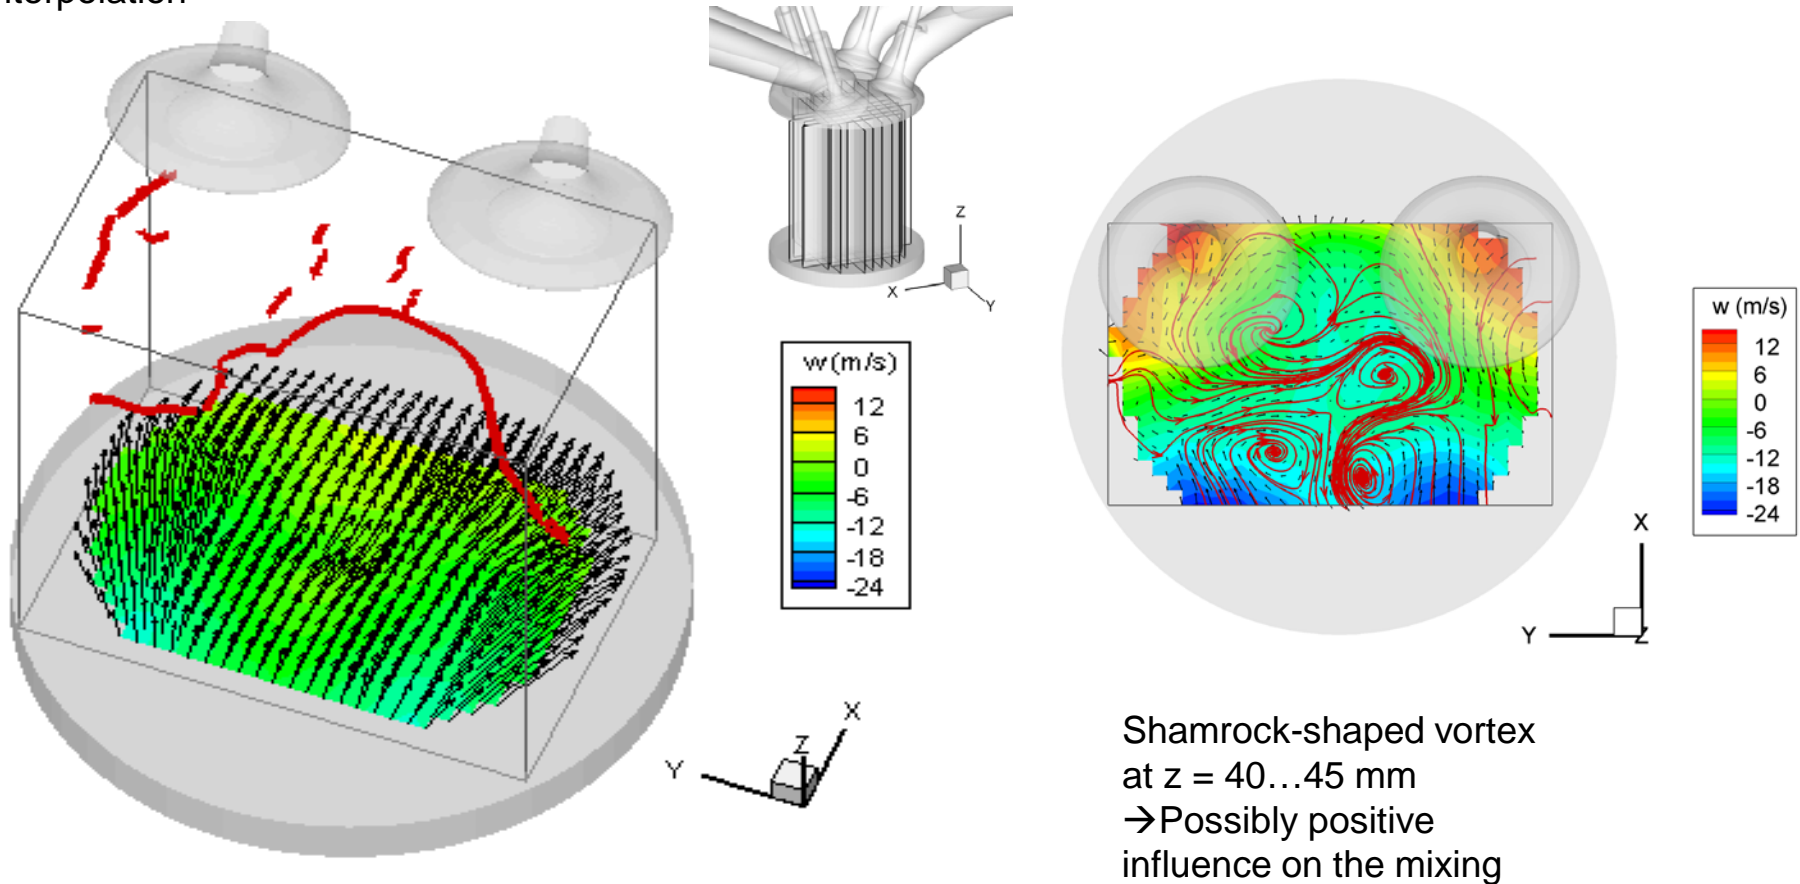 Z
X
Y
w (m/s)
12
6
0
-6
-12
-18
-24
w (m/s)
12
6
0
-6
-12
-18
-24
X
Y
Z
X
Z
Y
Shamrock-shaped vortex
at z = 40…45 mm
→Possibly positive
influence on the mixing